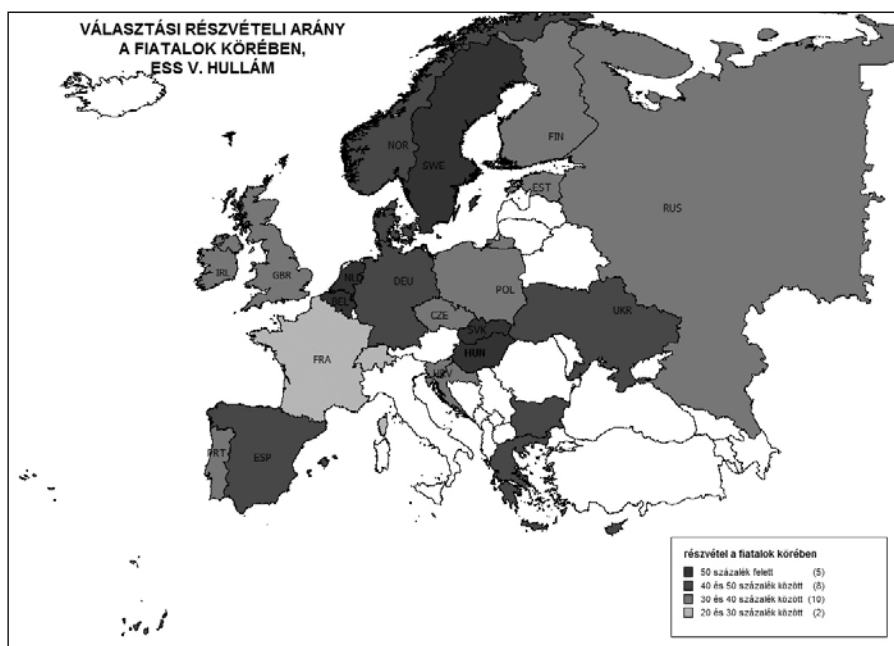 VÁLASZTÁSI RÉSZVÉTELI ARÁNY
A FIATALOK KÖRÉBEN,
ESS V. HULLÁM
NOR
SWE
FIN
EST
RUS
IRL
GBR
NLD
BEL
DEU
POL
CZE
UKR
SVK
HUN
FRA
HRV
PRT
ESP
részvétel a fiatalok körében
50 százalék felett (5)
40 és 50 százalék között (8)
30 és 40 százalék között (10)
20 és 30 százalék között (2)